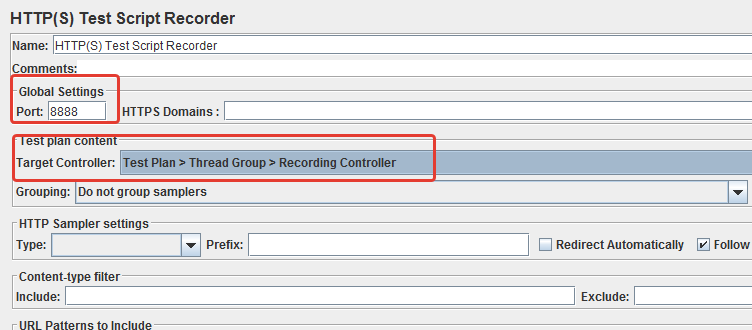 HTTP(S) Test Script Recorder
Name: HTTP(S) Test Script Recorder
Comments:
Global Settings
Port: 8888 HTTPS Domains :
Test plan content
Target Controller: Test Plan > Thread Group > Recording Controller
Grouping: Do not group samplers
HTTP Sampler settings
Type: Prefix: Redirect Automatically Follow
Content-type filter
Include: Exclude:
URL Patterns to Include